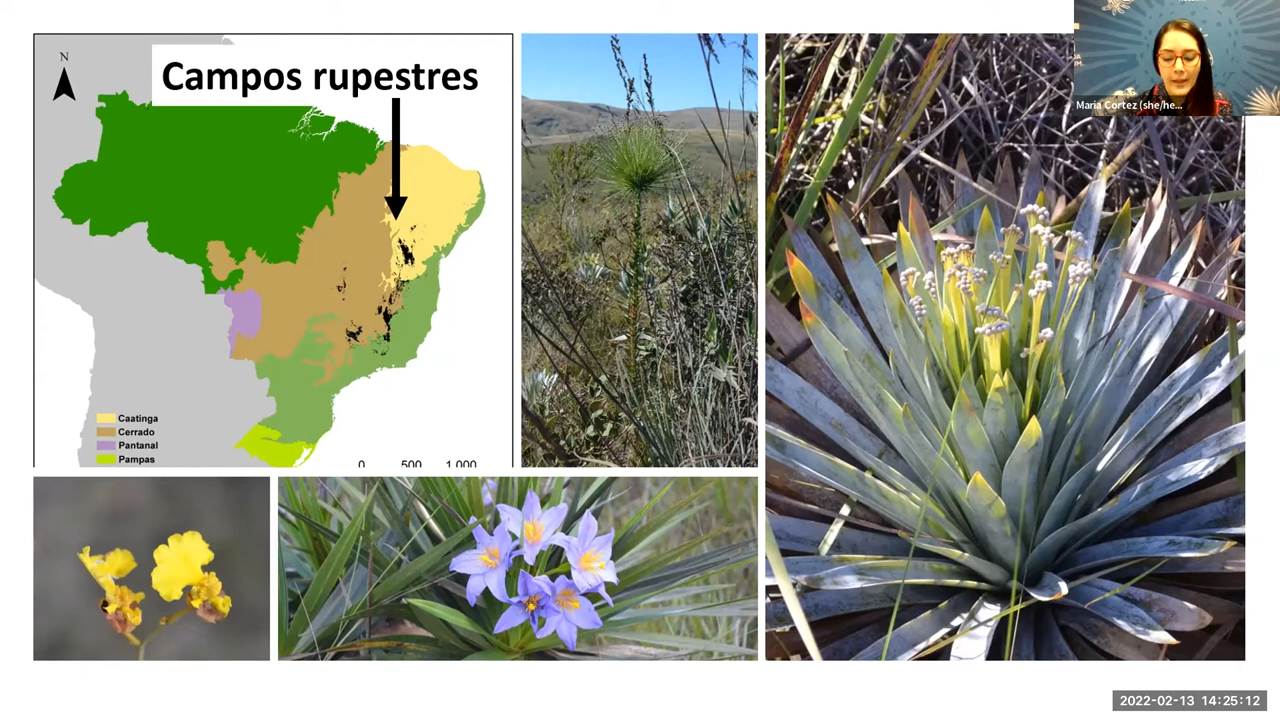 N
Campos rupestres
Caatinga
Cerrado
Pantanal
Pampas
0 500 1.000
Maria Cortez (she/he...
2022-02-13 14:25:12